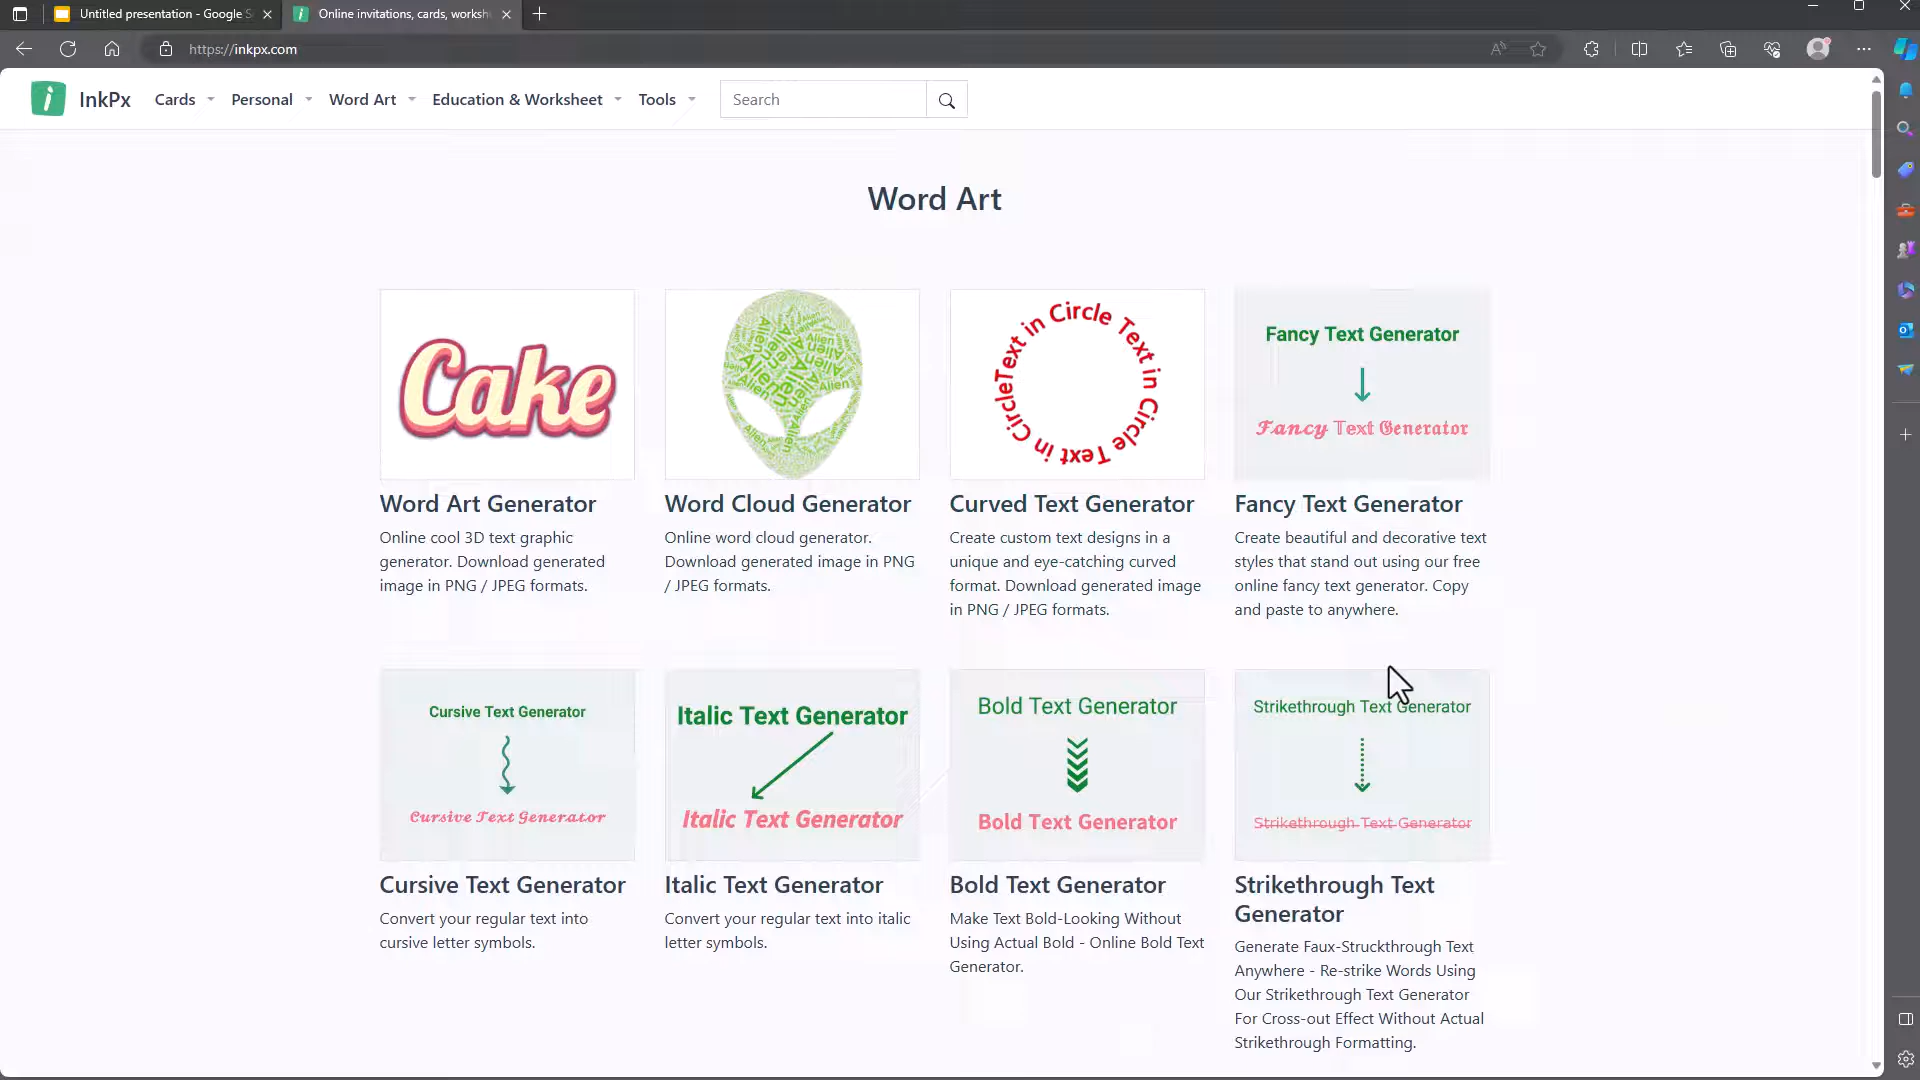 Untitled presentation - Google S
Online invitations, cards, worksh
https://inkpx.com
InkPx
Cards
Personal
Word Art
Education & Worksheet
Tools
Search
Word Art
Cake
Alien
Text in Circle Text in Circle Text in Circle
Fancy Text Generator
Fancy Text Generator
Word Art Generator
Word Cloud Generator
Curved Text Generator
Fancy Text Generator
Online cool 3D text graphic
generator. Download generated
image in PNG / JPEG formats.
Online word cloud generator.
Download generated image in PNG
/ JPEG formats.
Create custom text designs in a
unique and eye-catching curved
format. Download generated image
in PNG / JPEG formats.
Create beautiful and decorative text
styles that stand out using our free
online fancy text generator. Copy
and paste to anywhere.
Cursive Text Generator
Cursive Text Generator
Italic Text Generator
Italic Text Generator
Bold Text Generator
Bold Text Generator
Strikethrough Text Generator
Strikethrough Text Generator
Cursive Text Generator
Convert your regular text into
cursive letter symbols.
Italic Text Generator
Convert your regular text into italic
letter symbols.
Bold Text Generator
Make Text Bold-Looking Without
Using Actual Bold - Online Bold Text
Generator.
Strikethrough Text
Generator
Generate Faux-Struckthrough Text
Anywhere - Re-strike Words Using
Our Strikethrough Text Generator
For Cross-out Effect Without Actual
Strikethrough Formatting.